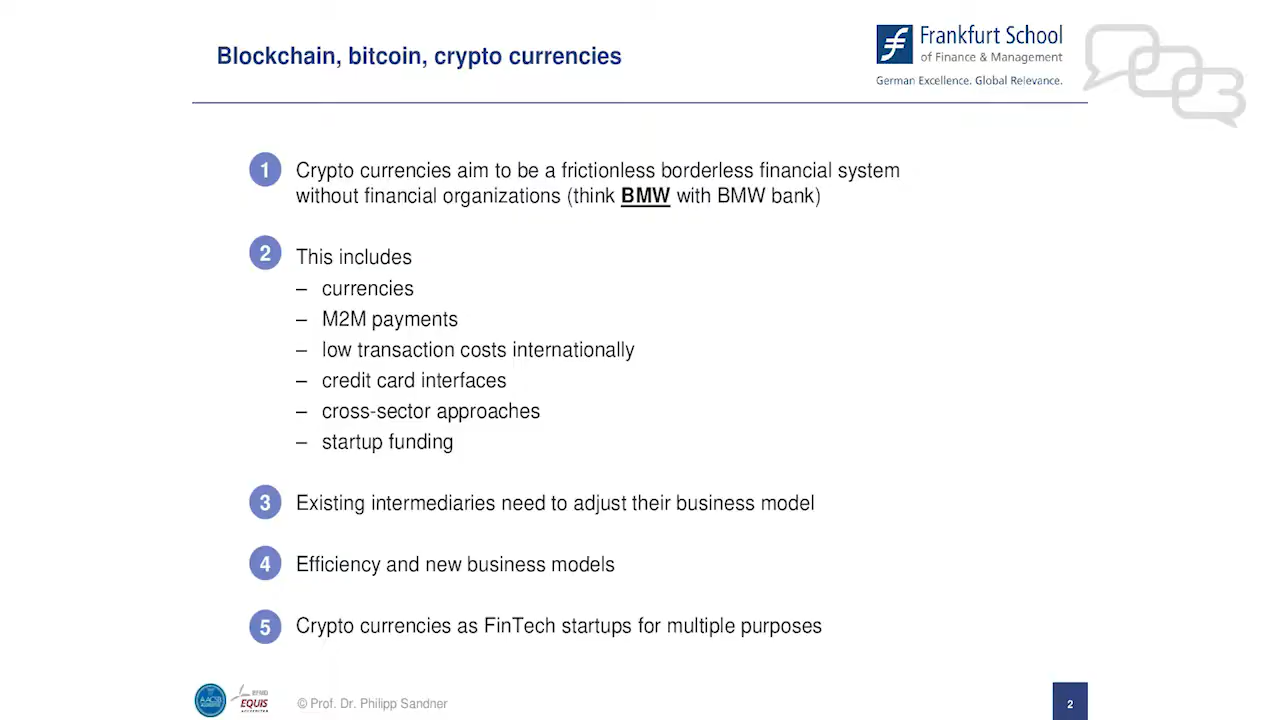 Blockchain, bitcoin, crypto currencies
Frankfurt School
of Finance & Management
German Excellence. Global Relevance.
1 Crypto currencies aim to be a frictionless borderless financial system
without financial organizations (think BMW with BMW bank)
2 This includes
– currencies
– M2M payments
– low transaction costs internationally
– credit card interfaces
– cross-sector approaches
– startup funding
3 Existing intermediaries need to adjust their business model
4 Efficiency and new business models
5 Crypto currencies as FinTech startups for multiple purposes
AACSB
EFMD
EQUIS
ACCREDITED
© Prof. Dr. Philipp Sandner
2